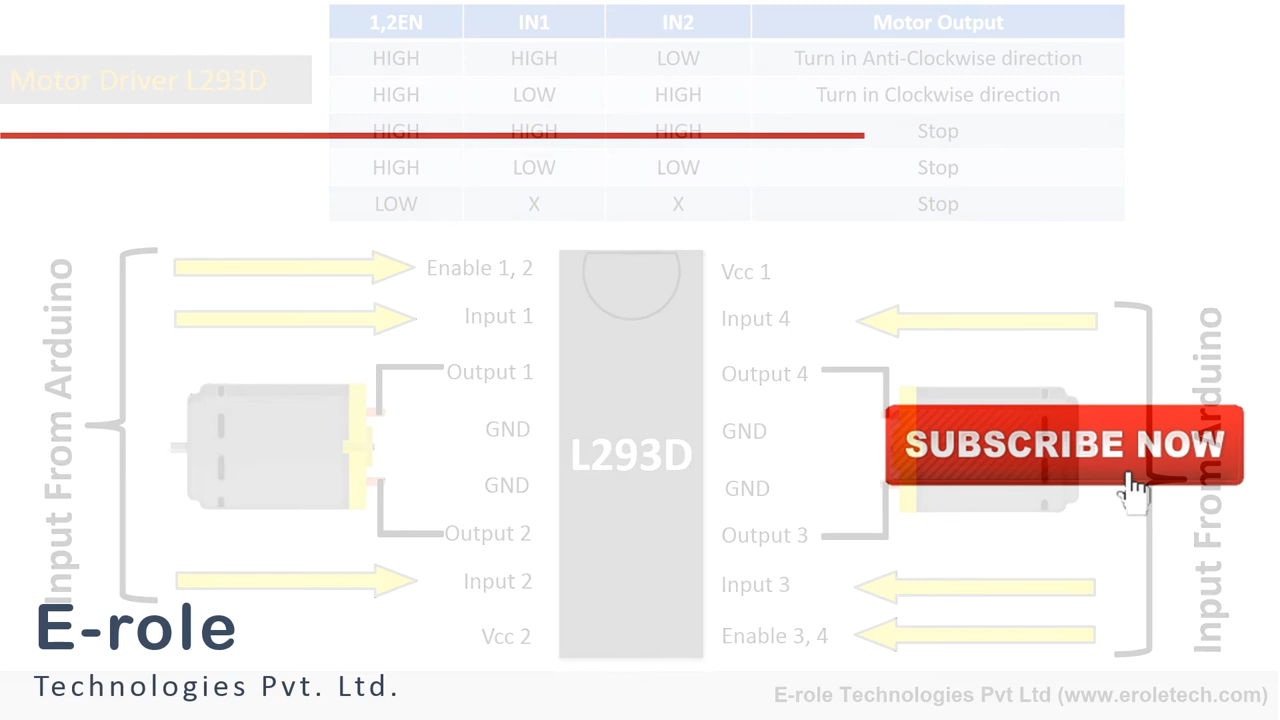 1,2EN IN1 IN2 Motor Output
HIGH HIGH LOW Turn in Anti-Clockwise direction
Motor Driver L293D
HIGH LOW HIGH Turn in Clockwise direction
HIGH HIGH HIGH Stop
HIGH LOW LOW Stop
LOW X X Stop
Input From Arduino
Enable 1, 2
Input 1
Output 1
GND
GND
Output 2
Input 2
Vcc 2
L293D
Vcc 1
Input 4
Output 4
GND
GND
Output 3
Input 3
Enable 3, 4
Input From Arduino
SUBSCRIBE NOW
E-role
Technologies Pvt. Ltd.
E-role Technologies Pvt Ltd (www.eroletech.com)